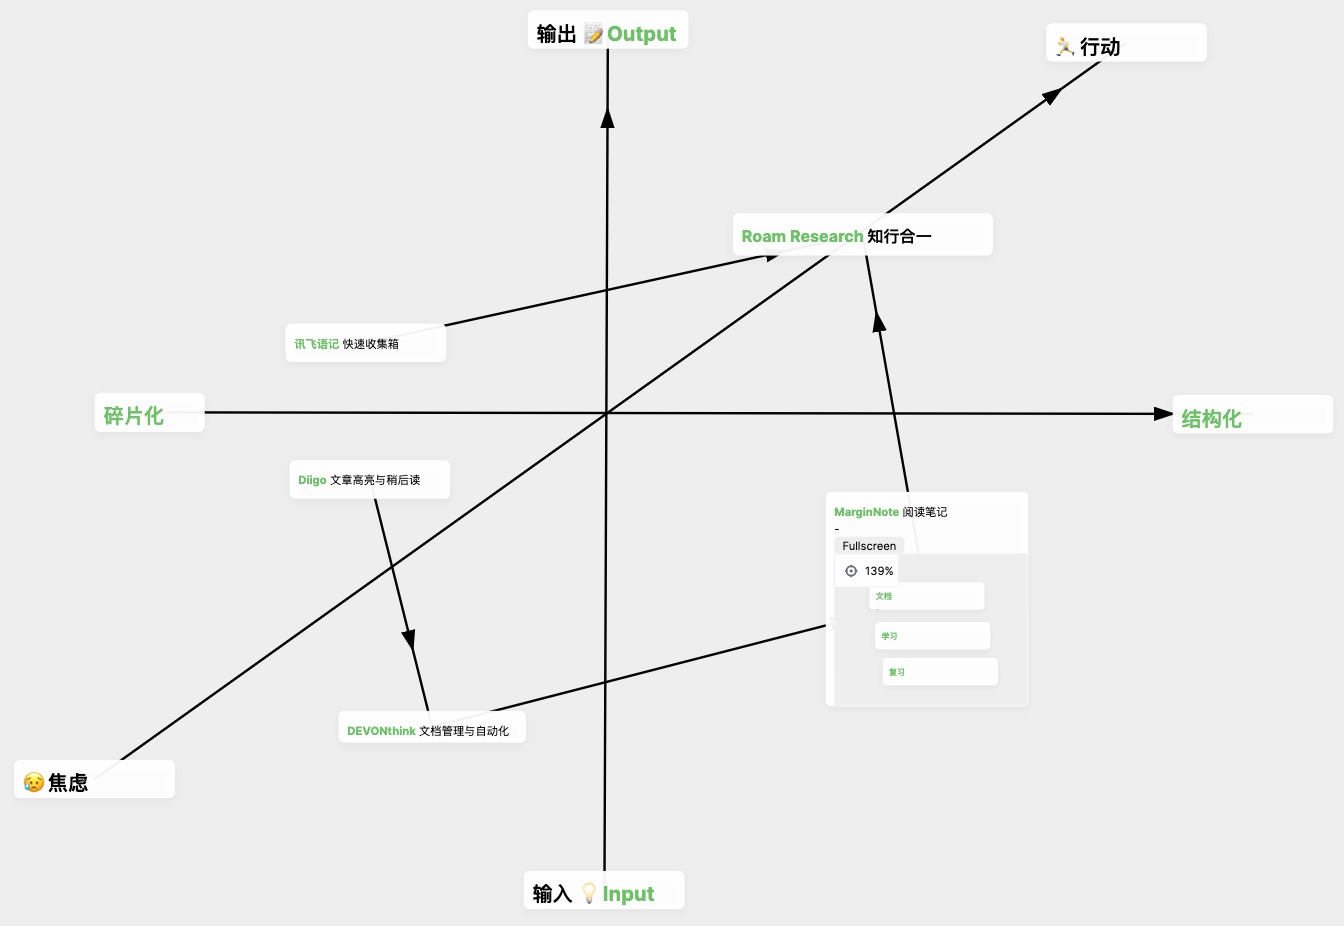 输出 📝Output
🏃行动
Roam Research 知行合一
讯飞语记 快速收集箱
碎片化
结构化
Diigo 文章高亮与稍后读
MarginNote 阅读笔记
-
Fullscreen
139%
文档
-
学习
复习
DEVONthink 文档管理与自动化
😥焦虑
输入 💡Input